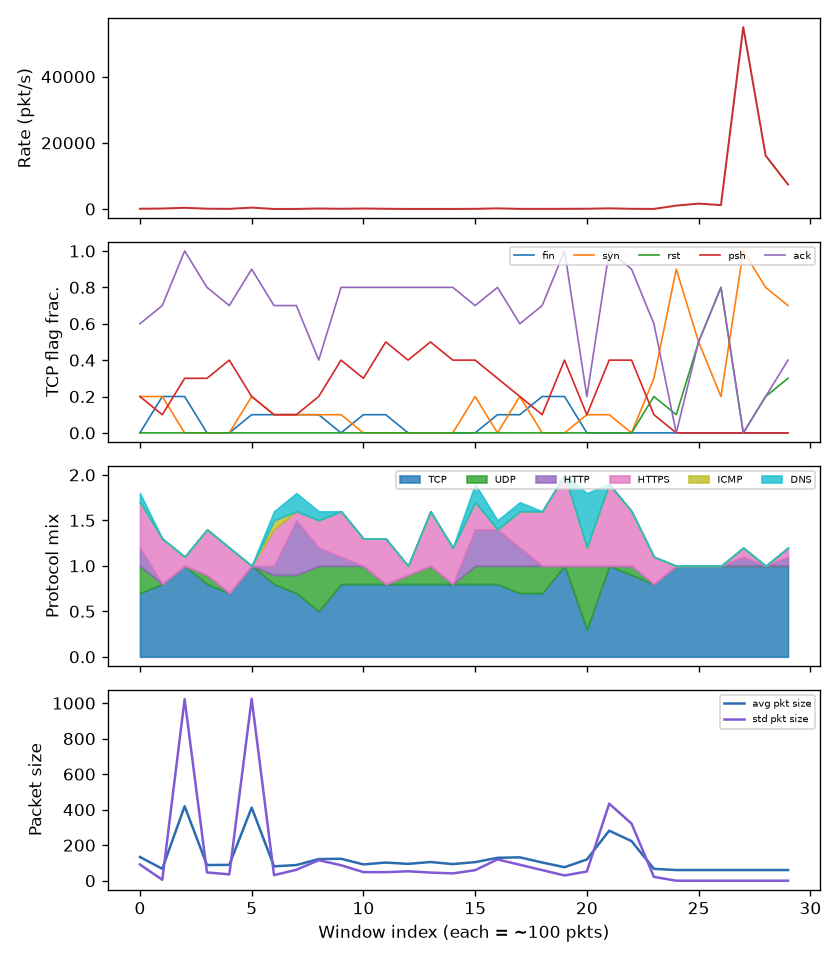 Rate (pkt/s)
40000
20000
0
TCP flag frac.
1.0
0.8
0.6
0.4
0.2
0.0
fin syn rst psh ack
Protocol mix
2.0
1.5
1.0
0.5
0.0
TCP UDP HTTP HTTPS ICMP DNS
Packet size
1000
800
600
400
200
0
avg pkt size
std pkt size
0 5 10 15 20 25 30
Window index (each = ~100 pkts)